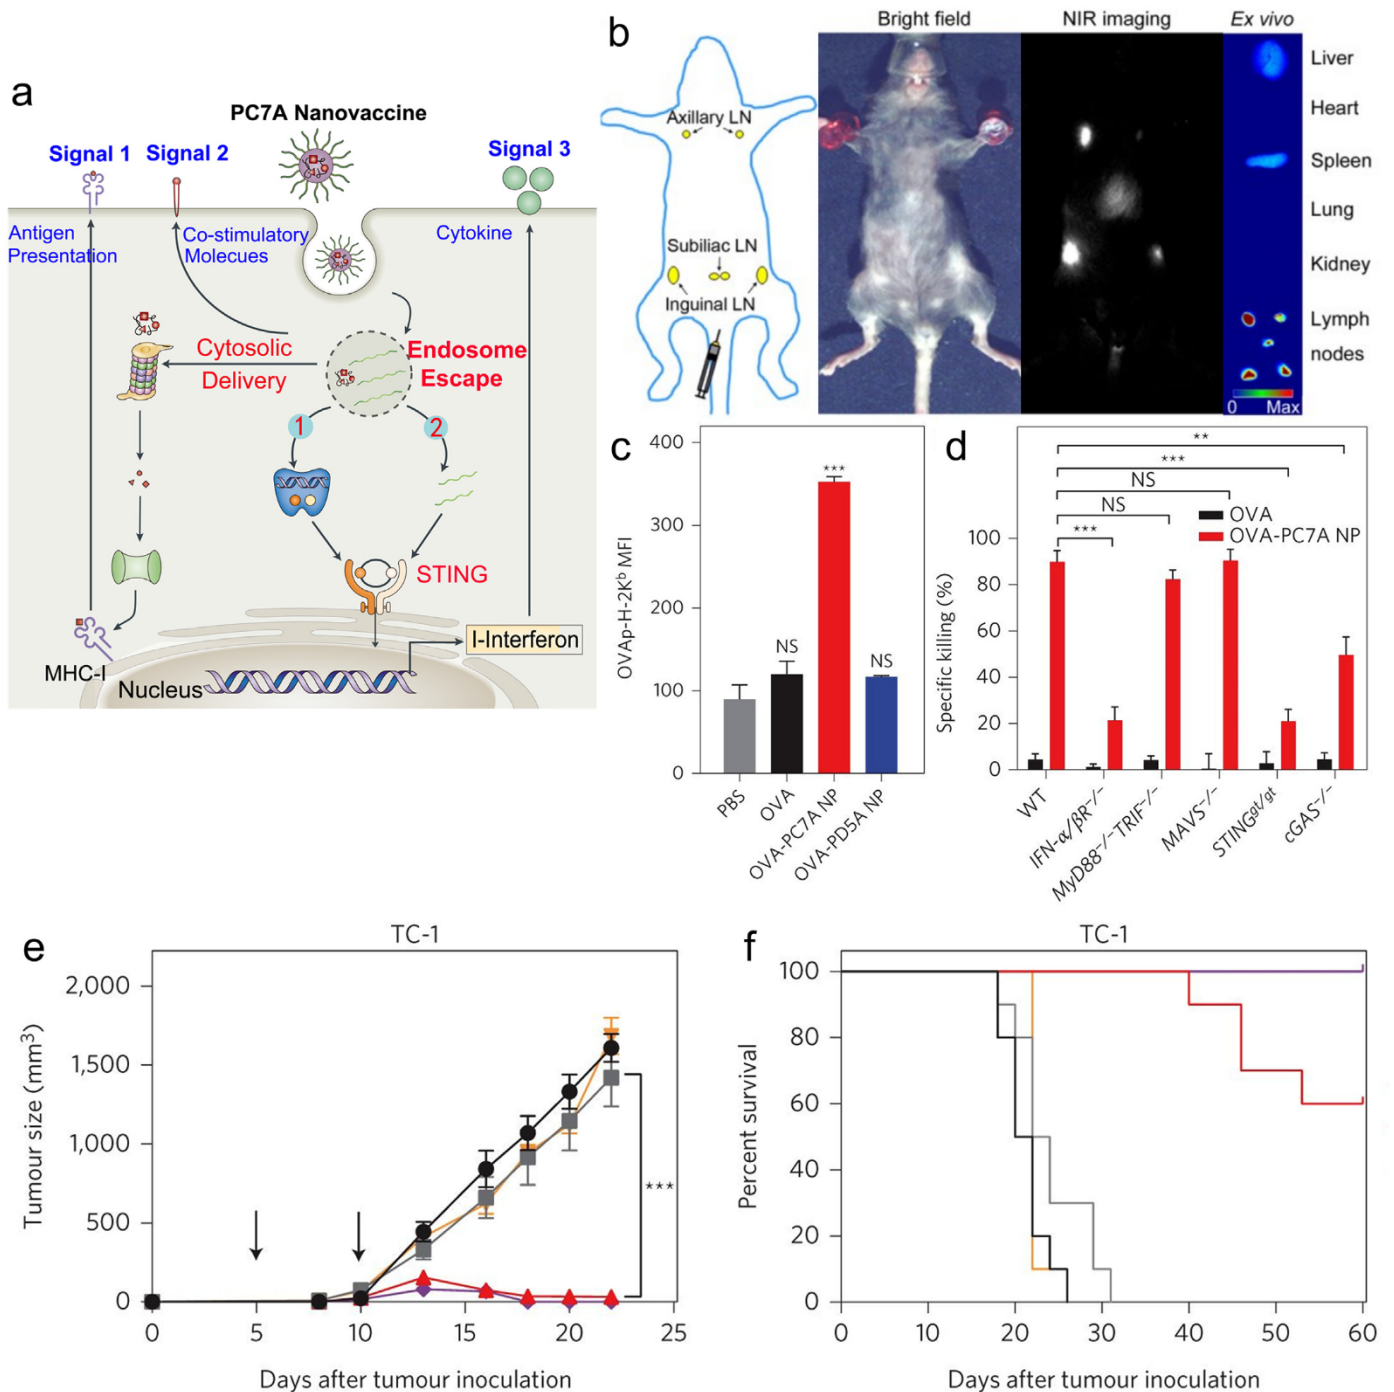 a
PC7A Nanovaccine
Signal 1
Signal 2
Signal 3
Antigen
Presentation
Co-stimulatory
Molecues
Cytokine
Cytosolic
Delivery
Endosome
Escape
1
2
STING
I-Interferon
MHC-I
Nucleus
b
Bright field
NIR imaging
Ex vivo
Axillary LN
Subiliac LN
Inguinal LN
Liver
Heart
Spleen
Lung
Kidney
Lymph
nodes
0 Max
c
OVAp-H-2Kᵇ MFI
400
300
200
100
0
NS
***
NS
PBS
OVA
OVA-PC7A NP
OVA-PD5A NP
d
**
***
NS
NS
***
OVA
OVA-PC7A NP
Specific killing (%)
100
80
60
40
20
0
WT
IFN-α/βR⁻/⁻
MyD88⁻/⁻TRIF⁻/⁻
MAVS⁻/⁻
STINGᵍᵗ/ᵍᵗ
cGAS⁻/⁻
e
TC-1
Tumour size (mm³)
2,000
1,500
1,000
500
0
***
0 5 10 15 20 25
Days after tumour inoculation
f
TC-1
Percent survival
100
80
60
40
20
0
0 10 20 30 40 50 60
Days after tumour inoculation